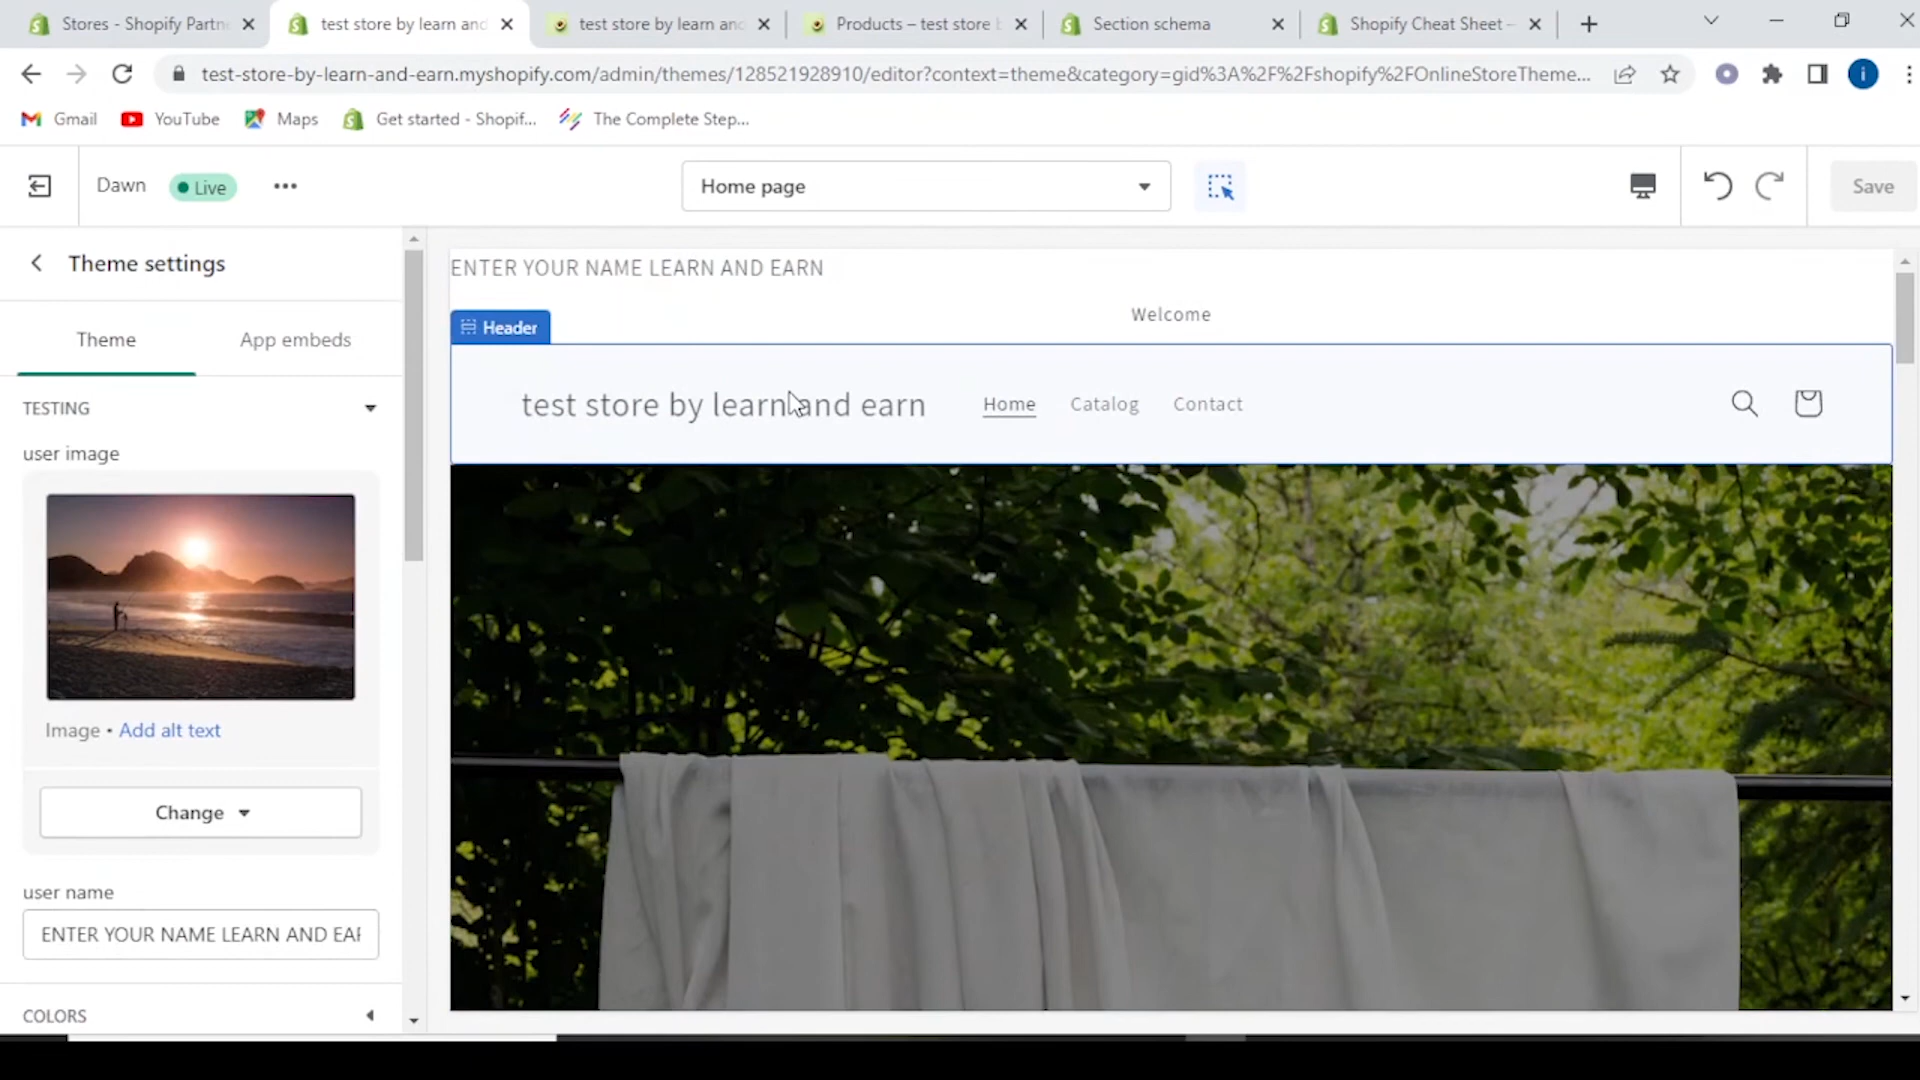 Stores - Shopify Partn
test store by learn and
test store by learn and
Products – test store b
Section schema
Shopify Cheat Sheet –
test-store-by-learn-and-earn.myshopify.com/admin/themes/128521928910/editor?context=theme&category=gid%3A%2F%2Fshopify%2FOnlineStoreTheme...
i
Gmail
YouTube
Maps
Get started - Shopif...
The Complete Step...
Dawn
Live
Home page
Save
Theme settings
ENTER YOUR NAME LEARN AND EARN
Welcome
Header
Theme
App embeds
test store by learn and earn
Home
Catalog
Contact
TESTING
user image
Image • Add alt text
Change
user name
ENTER YOUR NAME LEARN AND EAR
COLORS